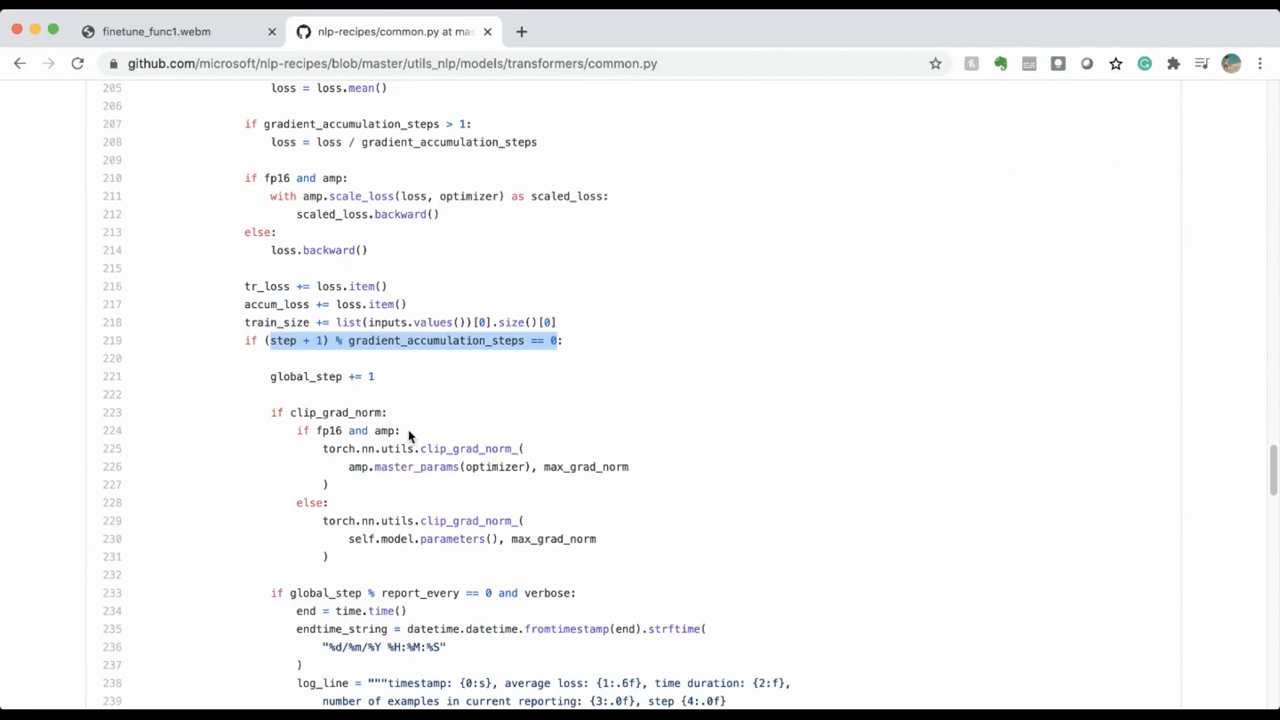 finetune_func1.webm
nlp-recipes/common.py at mas
github.com/microsoft/nlp-recipes/blob/master/utils_nlp/models/transformers/common.py
205 loss = loss.mean()
206
207 if gradient_accumulation_steps > 1:
208 loss = loss / gradient_accumulation_steps
209
210 if fp16 and amp:
211 with amp.scale_loss(loss, optimizer) as scaled_loss:
212 scaled_loss.backward()
213 else:
214 loss.backward()
215
216 tr_loss += loss.item()
217 accum_loss += loss.item()
218 train_size += list(inputs.values())[0].size()[0]
219 if (step + 1) % gradient_accumulation_steps == 0:
220
221 global_step += 1
222
223 if clip_grad_norm:
224 if fp16 and amp:
225 torch.nn.utils.clip_grad_norm_(
226 amp.master_params(optimizer), max_grad_norm
227 )
228 else:
229 torch.nn.utils.clip_grad_norm_(
230 self.model.parameters(), max_grad_norm
231 )
232
233 if global_step % report_every == 0 and verbose:
234 end = time.time()
235 endtime_string = datetime.datetime.fromtimestamp(end).strftime(
236 "%d/%m/%Y %H:%M:%S"
237 )
238 log_line = """timestamp: {0:s}, average loss: {1:.6f}, time duration: {2:f},
239 number of examples in current reporting: {3:.0f}, step {4:.0f}